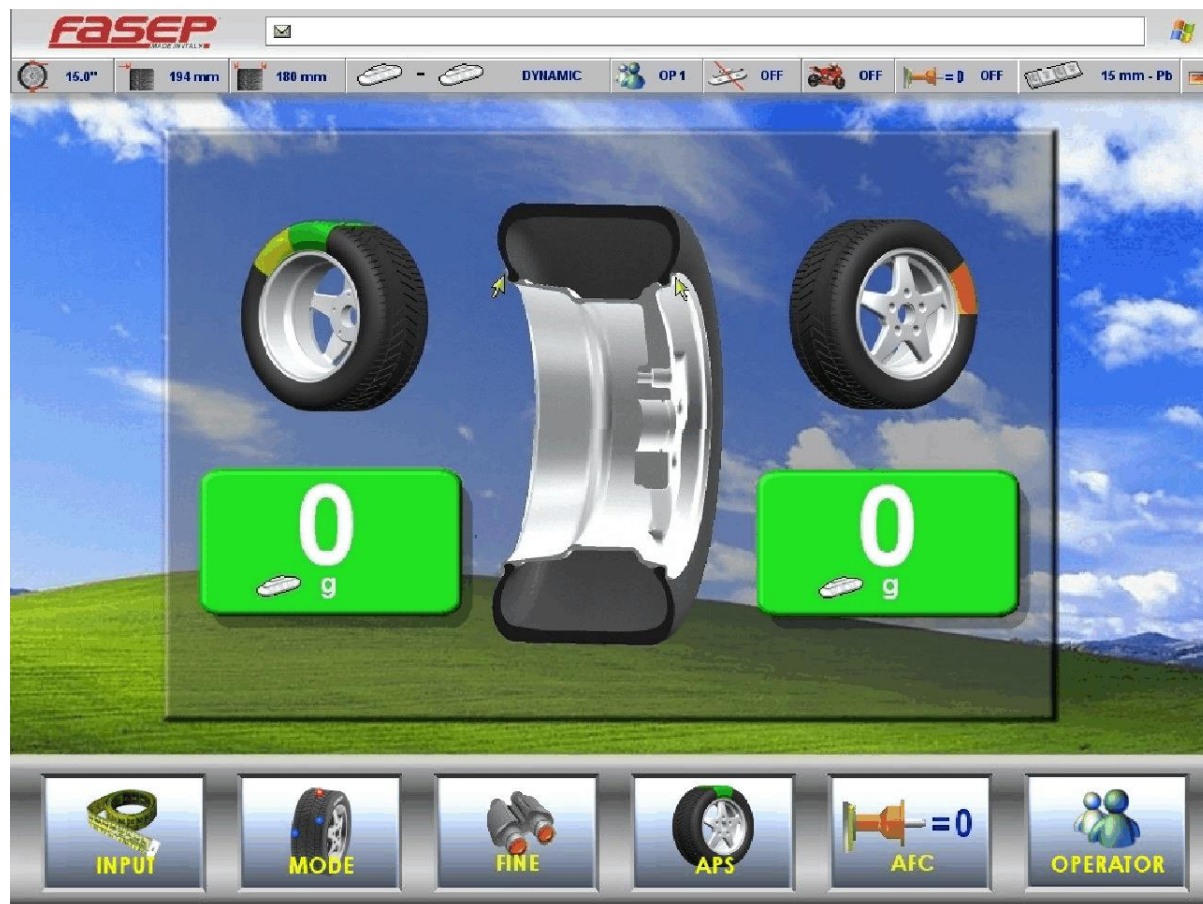 FASEP
MADE IN ITALY
15.0" 194 mm 180 mm - DYNAMIC OP 1 OFF OFF = 0 OFF 15 mm - Pb
0 0
g g
INPUT MODE FINE APS =0 AFC OPERATOR